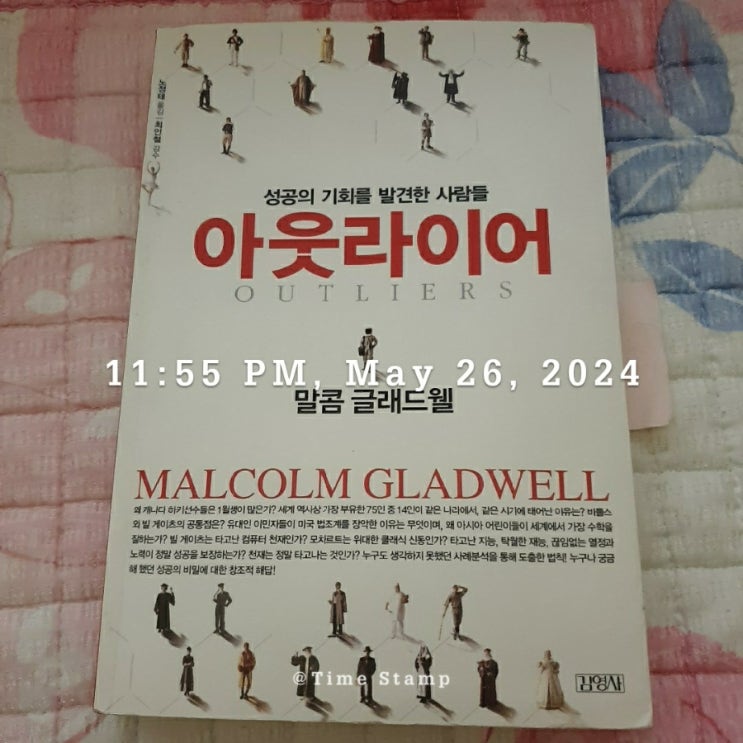 노정태 옮김 | 최인철 감수
성공의 기회를 발견한 사람들
아웃라이어
OUTLIERS
11:55 PM, May 26, 2024
말콤 글래드웰
MALCOLM GLADWELL
왜 캐나다 하키선수들은 1월생이 많은가? 세계 역사상 가장 부유한 75인 중 14인이 같은 나라에서, 같은 시기에 태어난 이유는? 비틀스
와 빌 게이츠의 공통점은? 유대인 이민자들이 미국 법조계를 장악한 이유는 무엇이며, 왜 아시아 어린이들이 세계에서 가장 수학을
잘하는가? 빌 게이츠는 타고난 컴퓨터 천재인가? 모차르트는 위대한 클래식 신동인가? 타고난 지능, 탁월한 재능, 끊임없는 열정과
노력이 정말 성공을 보장하는가? 천재는 정말 타고나는 것인가? 누구도 생각하지 못했던 사례분석을 통해 도출한 법칙! 누구나 궁금
해 했던 성공의 비밀에 대한 창조적 해답!
@Time Stamp
김영사